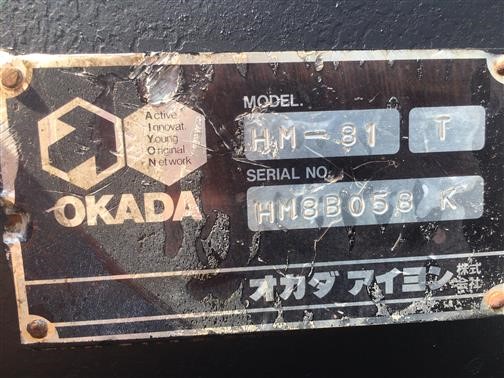 MODEL.
HM-81 T
Active
Innovat.
Young
Original
Network
SERIAL NO.
HM8B058 K
OKADA
オカダ アイヨン株式会社